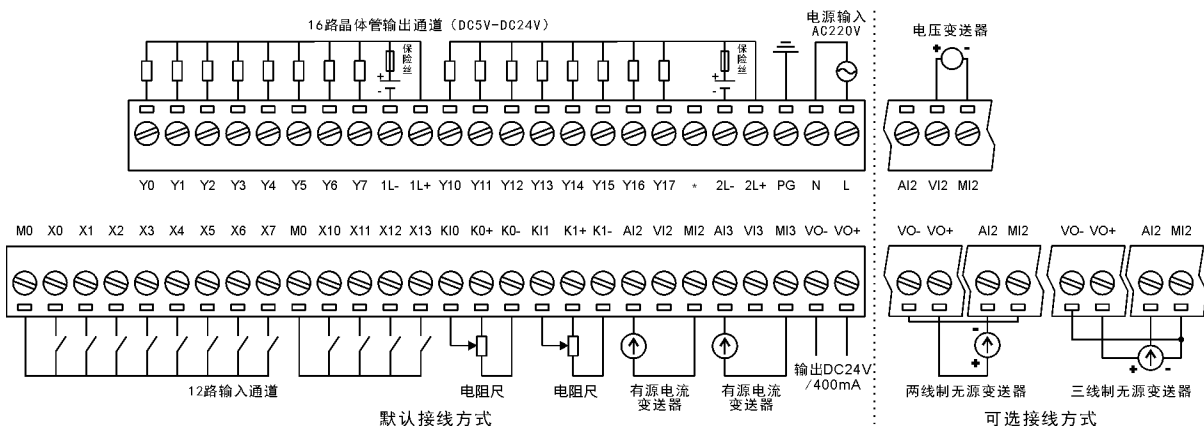 16路晶体管输出通道（DC5V-DC24V）
保险丝
+
-
保险丝
+
-
电源输入
AC220V
电压变送器
+ -
Y0 Y1 Y2 Y3 Y4 Y5 Y6 Y7 1L- 1L+ Y10 Y11 Y12 Y13 Y14 Y15 Y16 Y17 * 2L- 2L+ PG N L
AI2 VI2 MI2
M0 X0 X1 X2 X3 X4 X5 X6 X7 M0 X10 X11 X12 X13 KI0 K0+ K0- KI1 K1+ K1- AI2 VI2 MI2 AI3 VI3 MI3 VO- VO+
VO- VO+ AI2 MI2
VO- VO+ AI2 MI2
-
+
+ -
12路输入通道
电阻尺
电阻尺
有源电流
变送器
有源电流
变送器
输出DC24V
/400mA
两线制无源变送器
三线制无源变送器
默认接线方式
可选接线方式